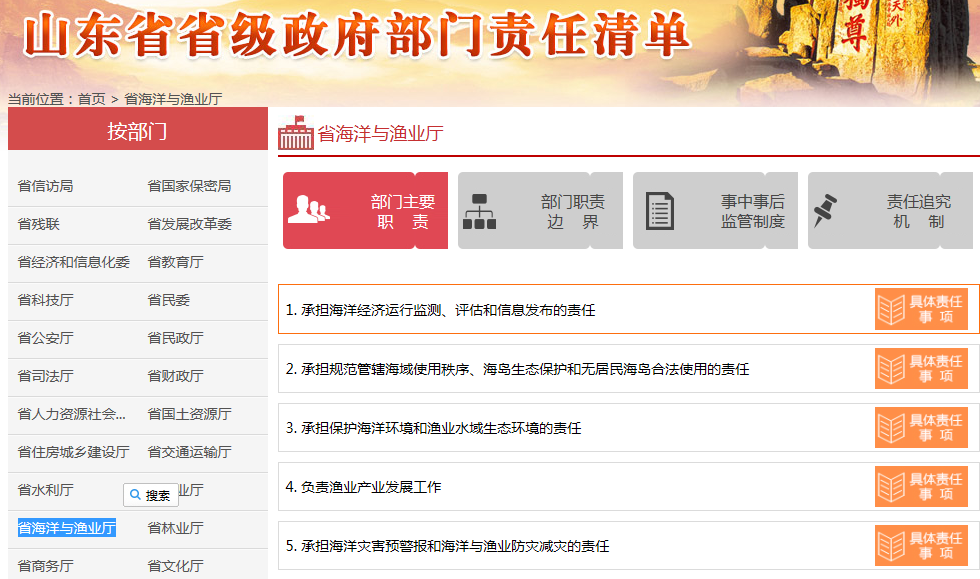 山东省省级政府部门责任清单
独尊
当前位置：首页 > 省海洋与渔业厅
按部门
省信访局 省国家保密局
省残联 省发展改革委
省经济和信息化委 省教育厅
省科技厅 省民委
省公安厅 省民政厅
省司法厅 省财政厅
省人力资源社会... 省国土资源厅
省住房城乡建设厅 省交通运输厅
省水利厅 搜索 业厅
省海洋与渔业厅 省林业厅
省商务厅 省文化厅
省海洋与渔业厅
部门主要
职 责
部门职责
边 界
事中事后
监管制度
责任追究
机 制
1. 承担海洋经济运行监测、评估和信息发布的责任
具体责任
事 项
2. 承担规范管辖海域使用秩序、海岛生态保护和无居民海岛合法使用的责任
具体责任
事 项
3. 承担保护海洋环境和渔业水域生态环境的责任
具体责任
事 项
4. 负责渔业产业发展工作
具体责任
事 项
5. 承担海洋灾害预警报和海洋与渔业防灾减灾的责任
具体责任
事 项